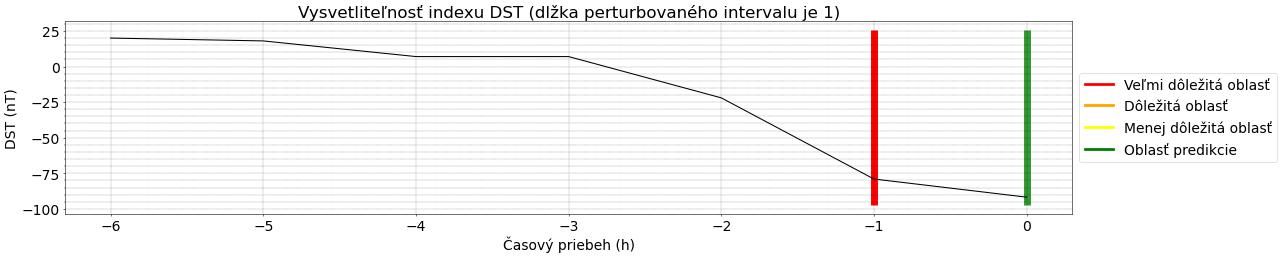 Vysvetliteľnosť indexu DST (dĺžka perturbovaného intervalu je 1)
DST (nT)
25
0
−25
−50
−75
−100
−6
−5
−4
−3
−2
−1
0
Časový priebeh (h)
Veľmi dôležitá oblasť
Dôležitá oblasť
Menej dôležitá oblasť
Oblasť predikcie